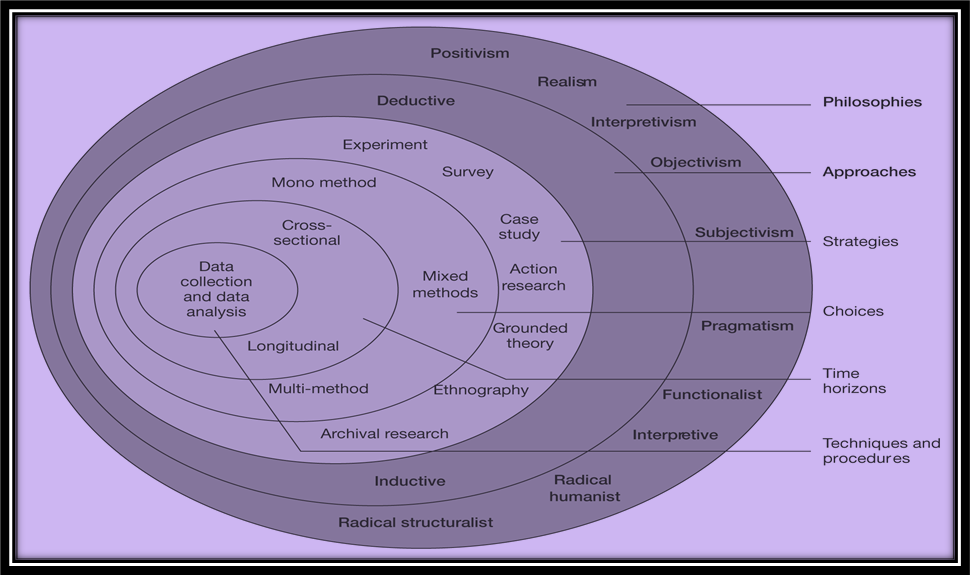 Positivism
Realism
Interpretivism
Objectivism
Subjectivism
Pragmatism
Functionalist
Interpretive
Radical
humanist
Radical structuralist
Deductive
Inductive
Experiment
Survey
Case
study
Action
research
Grounded
theory
Ethnography
Archival research
Mono method
Mixed
methods
Multi-method
Cross-
sectional
Longitudinal
Data
collection
and data
analysis
Philosophies
Approaches
Strategies
Choices
Time
horizons
Techniques and
procedures